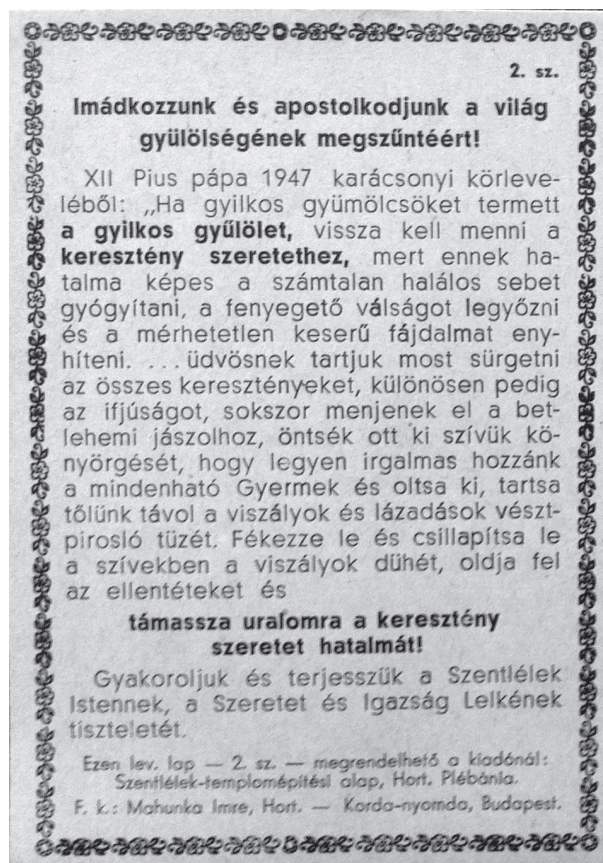 2. sz.
Imádkozzunk és apostolkodjunk a világ
gyülölségének megszűntéért!
XII Pius pápa 1947 karácsonyi körleve-
léből: „Ha gyilkos gyümölcsöket termett
a gyilkos gyűlölet, vissza kell menni a
keresztény szeretethez, mert ennek ha-
talma képes a számtalan halálos sebet
gyógyítani, a fenyegető válságot legyőzni
és a mérhetetlen keserű fájdalmat eny-
híteni. ... üdvösnek tartjuk most sürgetni
az összes keresztényeket, különösen pedig
az ifjúságot, sokszor menjenek el a bet-
lehemi jászolhoz, öntsék ott ki szívük kö-
nyörgését, hogy legyen irgalmas hozzánk
a mindenható Gyermek és oltsa ki, tartsa
tőlünk távol a viszályok és lázadások vészt-
pirosló tüzét. Fékezze le és csillapítsa le
a szívekben a viszályok dühét, oldja fel
az ellentéteket és
támassza uralomra a keresztény
szeretet hatalmát!
Gyakoroljuk és terjesszük a Szentlélek
Istennek, a Szeretet és Igazság Lelkének
tiszteletét.
Ezen lev. lap — 2. sz. — megrendelhető a kiadónál:
Szentlélek-templomépítési alap, Hort. Plébánia.
F. k.: Mahunka Imre, Hort. — Korda-nyomda, Budapest.